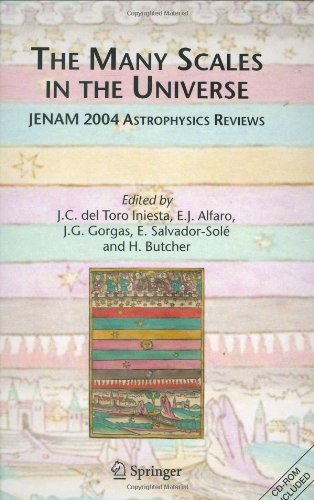 THE MANY SCALES
IN THE UNIVERSE
JENAM 2004 ASTROPHYSICS REVIEWS
Edited by
J.C. del Toro Iniesta, E.J. Alfaro,
J.G. Gorgas, E. Salvador-Solé
and H. Butcher
Springer
CD-ROM
INCLUDED